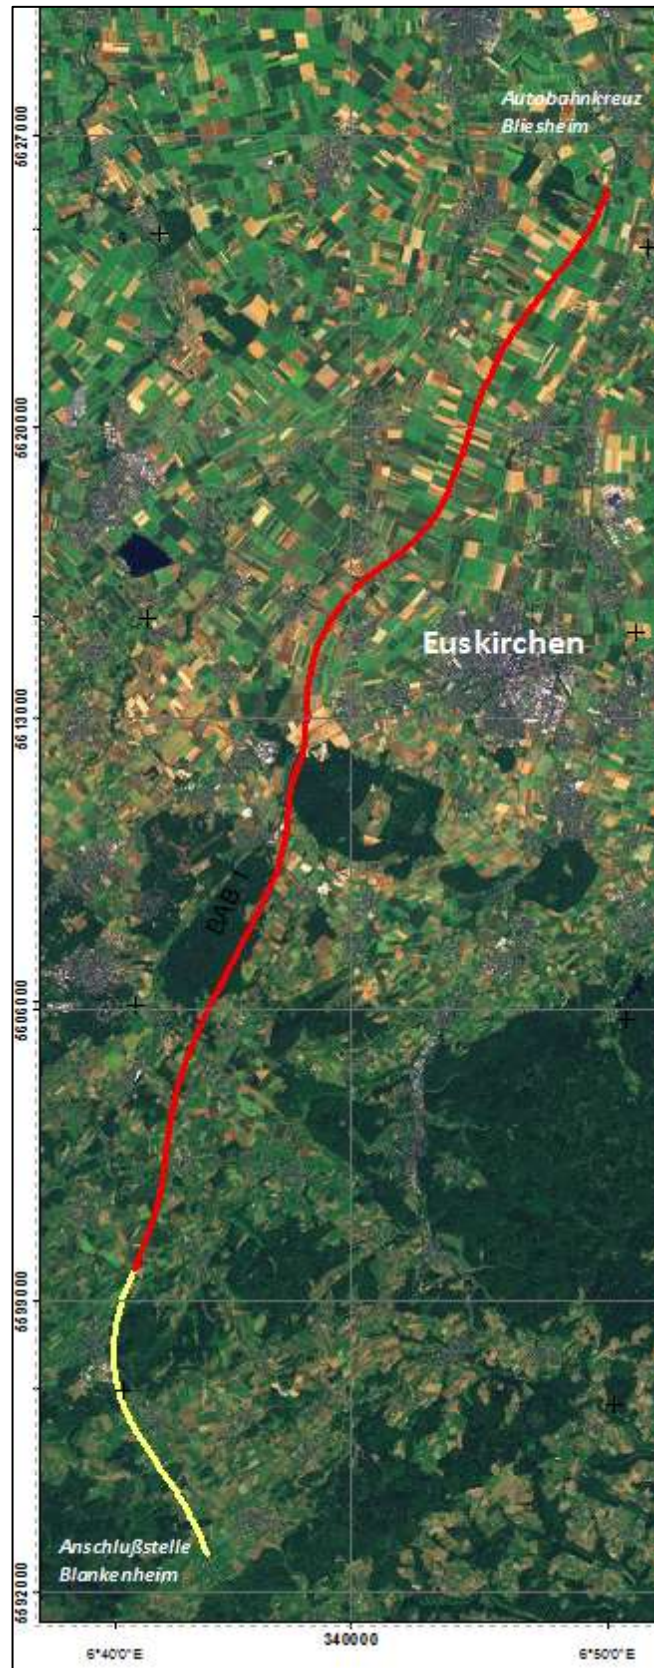 Autobahnkreuz
Bliesheim
6627000
6620000
Euskirchen
6613000
BAB 1
6606000
6599000
Anschlußstelle
Blankenheim
6592000
340000
6°40'0"E
6°50'0"E